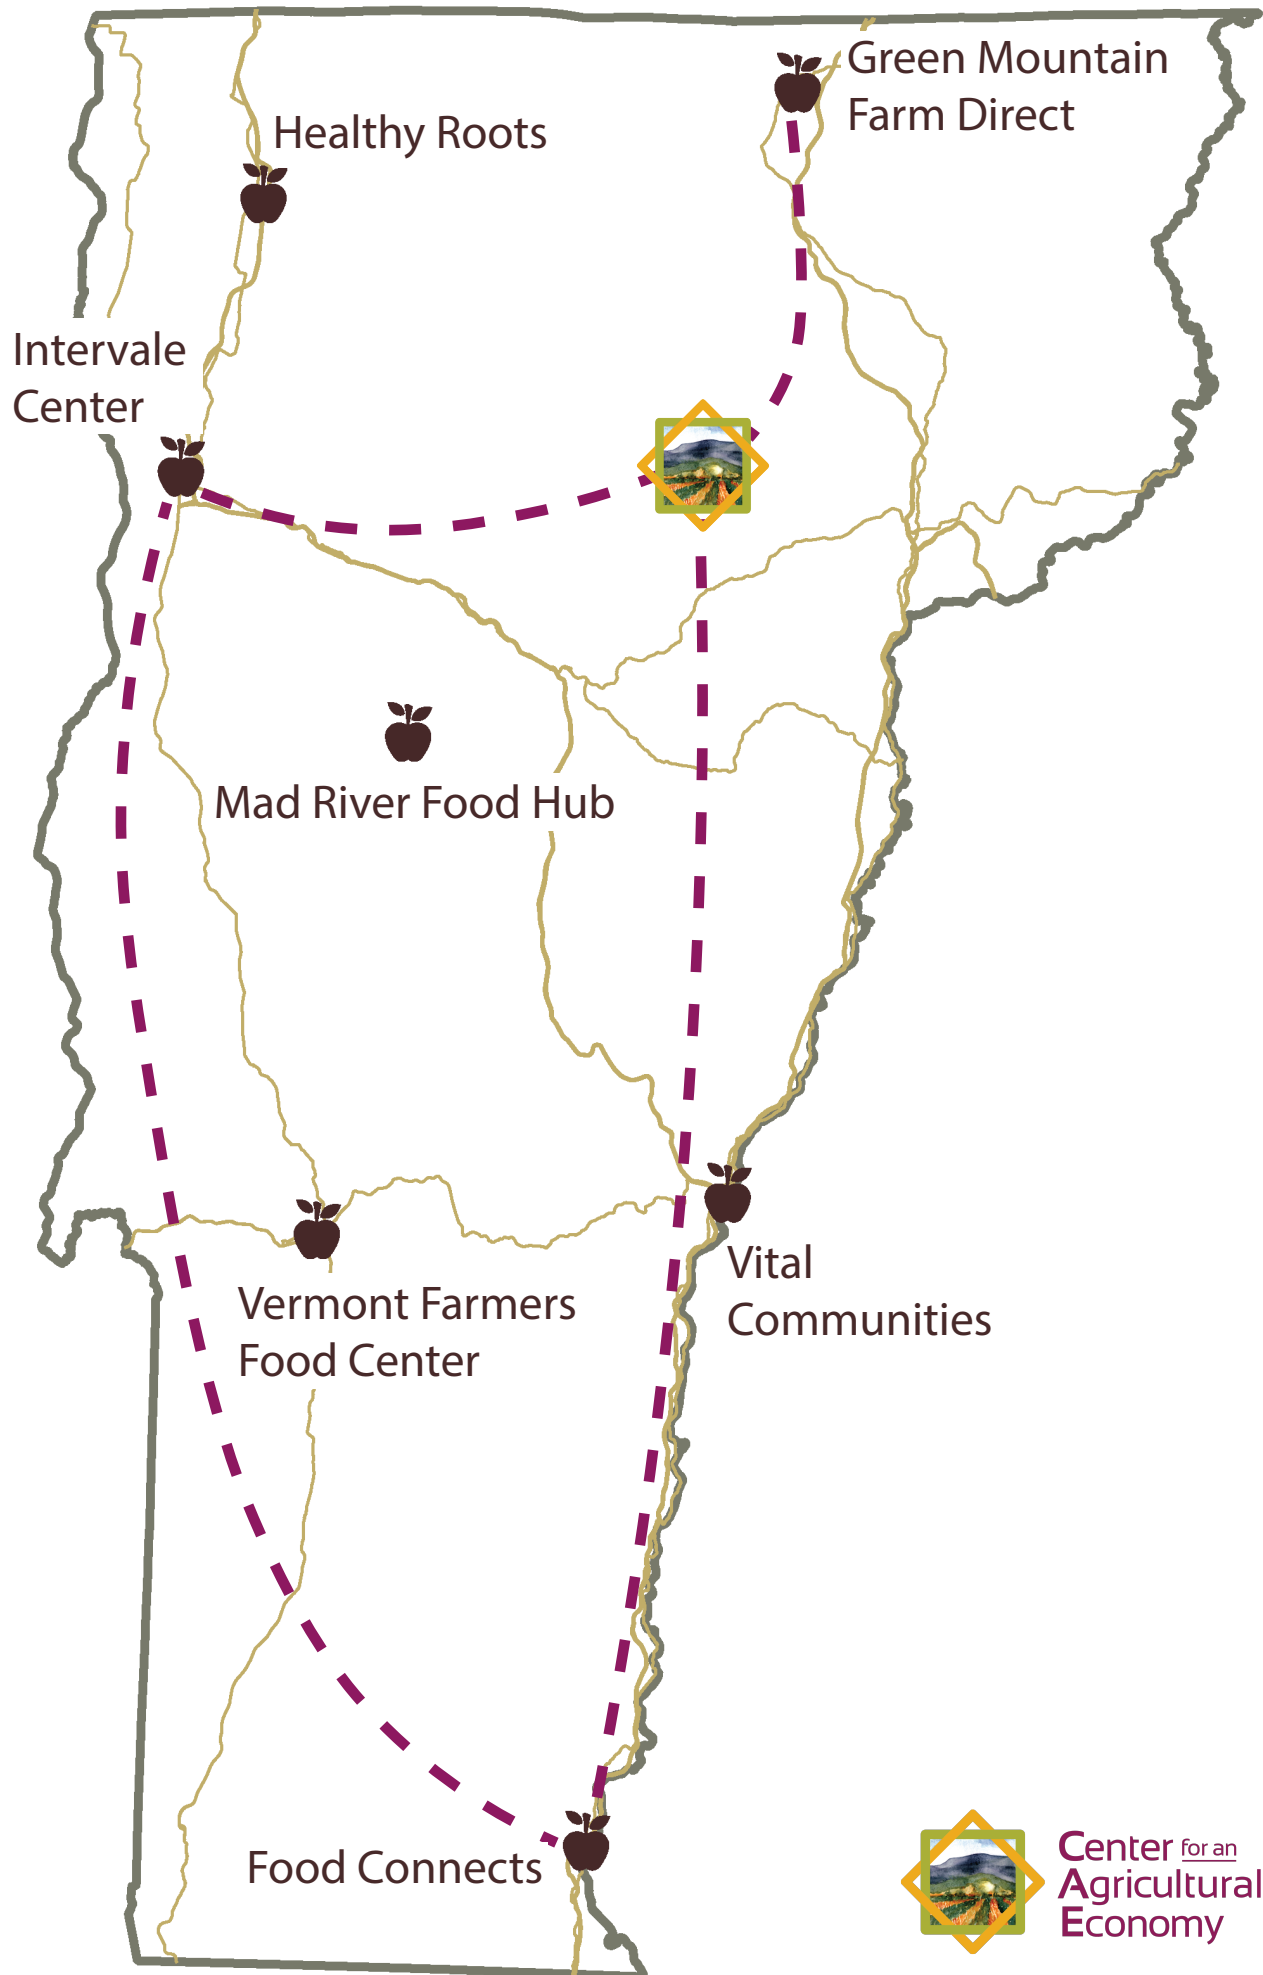 Green Mountain
Farm Direct
Healthy Roots
Intervale
Center
Mad River Food Hub
Vital
Communities
Vermont Farmers
Food Center
Food Connects
Center for an
Agricultural
Economy